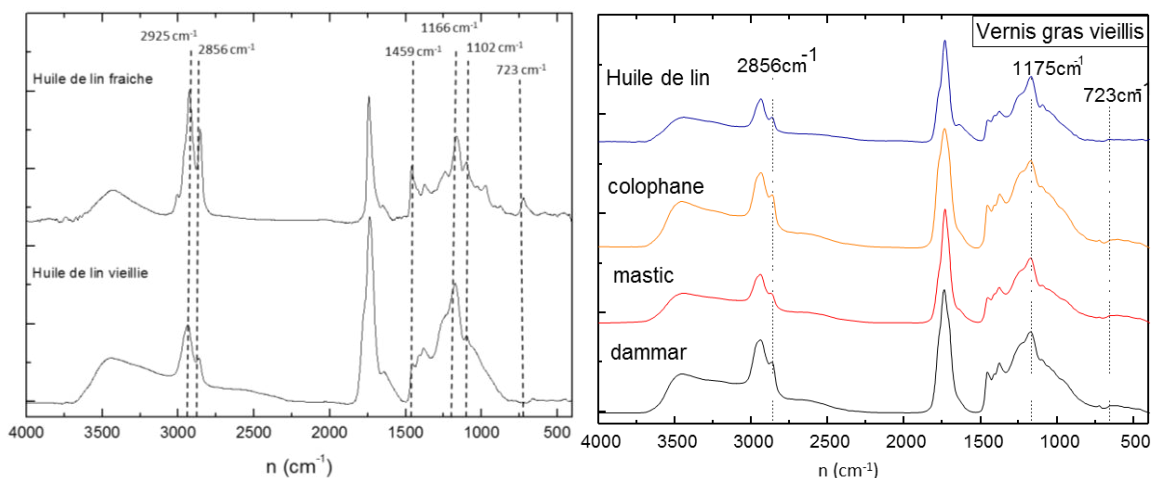 2925 cm⁻¹
2856 cm⁻¹
1459 cm⁻¹
1166 cm⁻¹
1102 cm⁻¹
723 cm⁻¹
Huile de lin fraiche
Huile de lin vieillie
4000 3500 3000 2500 2000 1500 1000 500
n (cm⁻¹)
Vernis gras vieillis
2856cm⁻¹
1175cm⁻¹
723cm⁻¹
Huile de lin
colophane
mastic
dammar
4000 3500 3000 2500 2000 1500 1000 500
n (cm⁻¹)